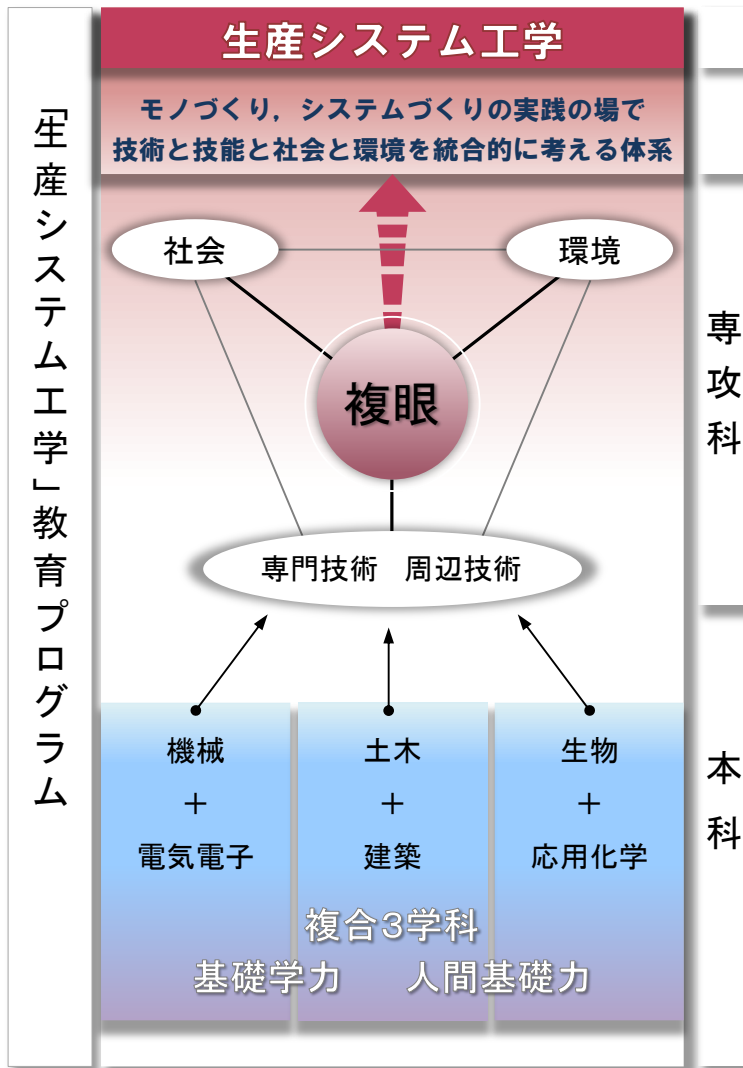 生産システム工学
モノづくり，システムづくりの実践の場で
技術と技能と社会と環境を統合的に考える体系
「生産システム工学」教育プログラム
社会
環境
複眼
専門技術 周辺技術
専攻科
機械
＋
電気電子
土木
＋
建築
生物
＋
応用化学
複合３学科
基礎学力 人間基礎力
本科